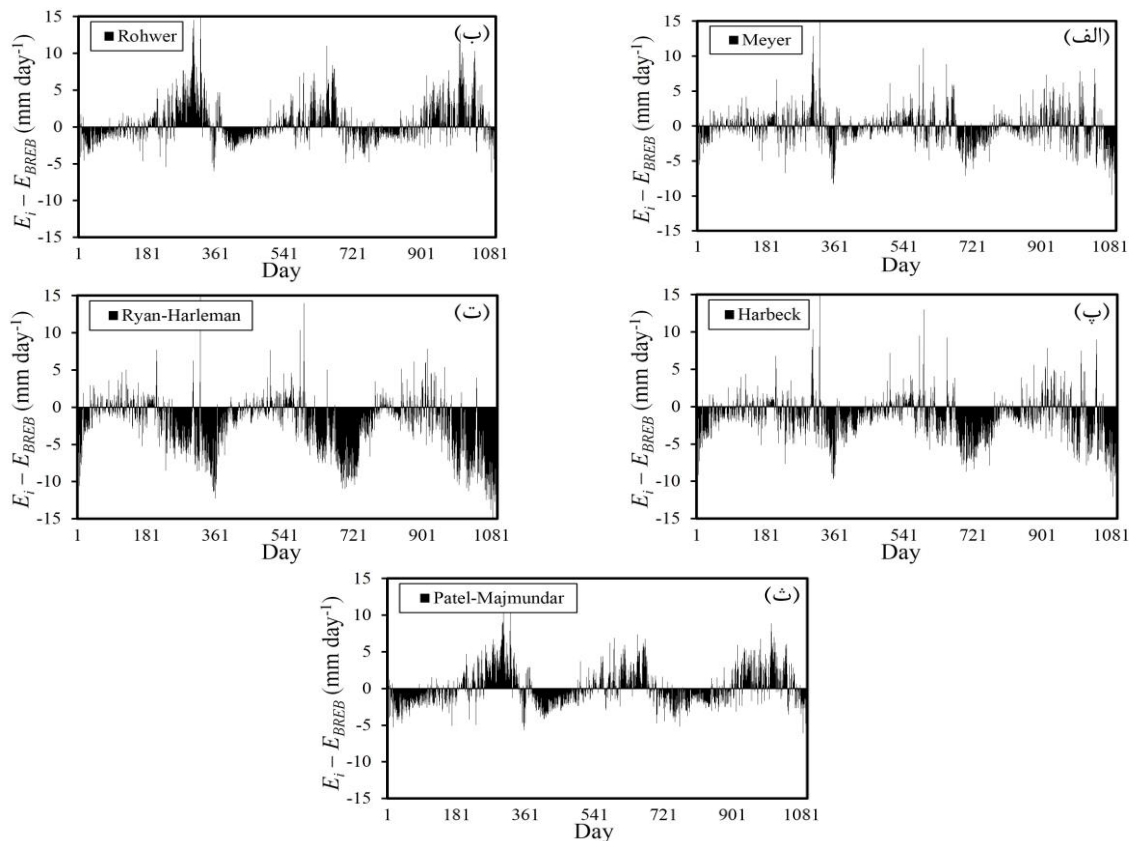 (الف)
Meyer
E_i − E_BREB (mm day-1)
15
10
5
0
-5
-10
-15
1 181 361 541 721 901 1081
Day
(ب)
Rohwer
E_i − E_BREB (mm day-1)
15
10
5
0
-5
-10
-15
1 181 361 541 721 901 1081
Day
(پ)
Harbeck
E_i − E_BREB (mm day-1)
15
10
5
0
-5
-10
-15
1 181 361 541 721 901 1081
Day
(ت)
Ryan-Harleman
E_i − E_BREB (mm day-1)
15
10
5
0
-5
-10
-15
1 181 361 541 721 901 1081
Day
(ث)
Patel-Majmundar
E_i − E_BREB (mm day-1)
15
10
5
0
-5
-10
-15
1 181 361 541 721 901 1081
Day